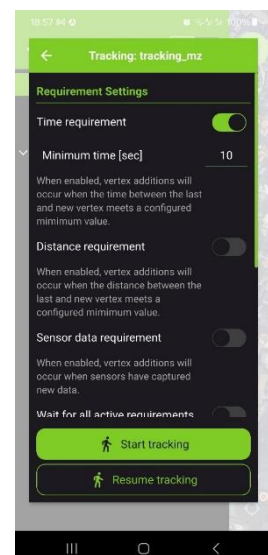 18:57
100%
Tracking: tracking_mz
Requirement Settings
Time requirement
Minimum time [sec] 10
When enabled, vertex additions will
occur when the time between the last
and new vertex meets a configured
mimimum value.
Distance requirement
When enabled, vertex additions will
occur when the distance between the
last and new vertex meets a
configured mimimum value.
Sensor data requirement
When enabled, vertex additions will
occur when sensors have captured
new data.
Wait for all active requirements
Start tracking
Resume tracking